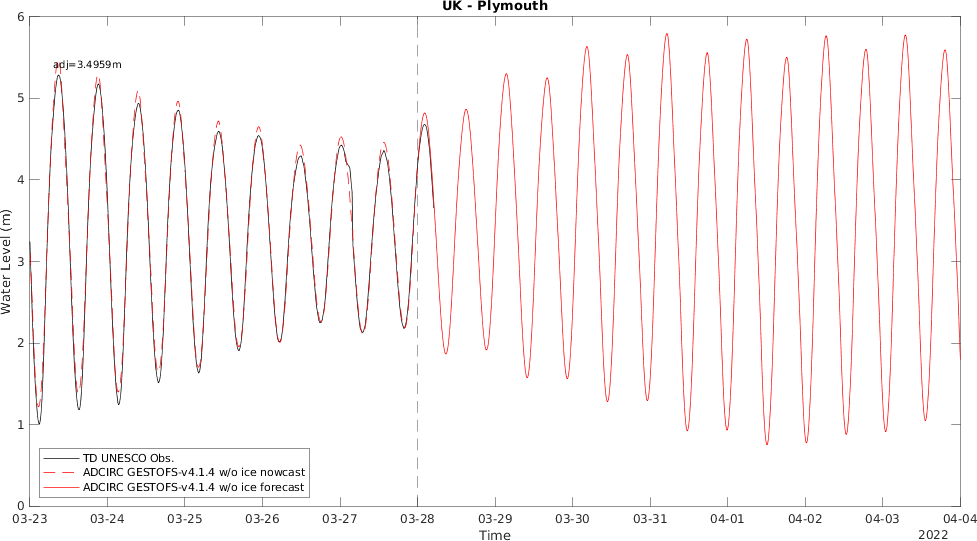 UK - Plymouth
adj=3.4959m
Water Level (m)
6
5
4
3
2
1
0
TD UNESCO Obs.
ADCIRC GESTOFS-v4.1.4 w/o ice nowcast
ADCIRC GESTOFS-v4.1.4 w/o ice forecast
03-23 03-24 03-25 03-26 03-27 03-28 03-29 03-30 03-31 04-01 04-02 04-03 04-04
Time
2022